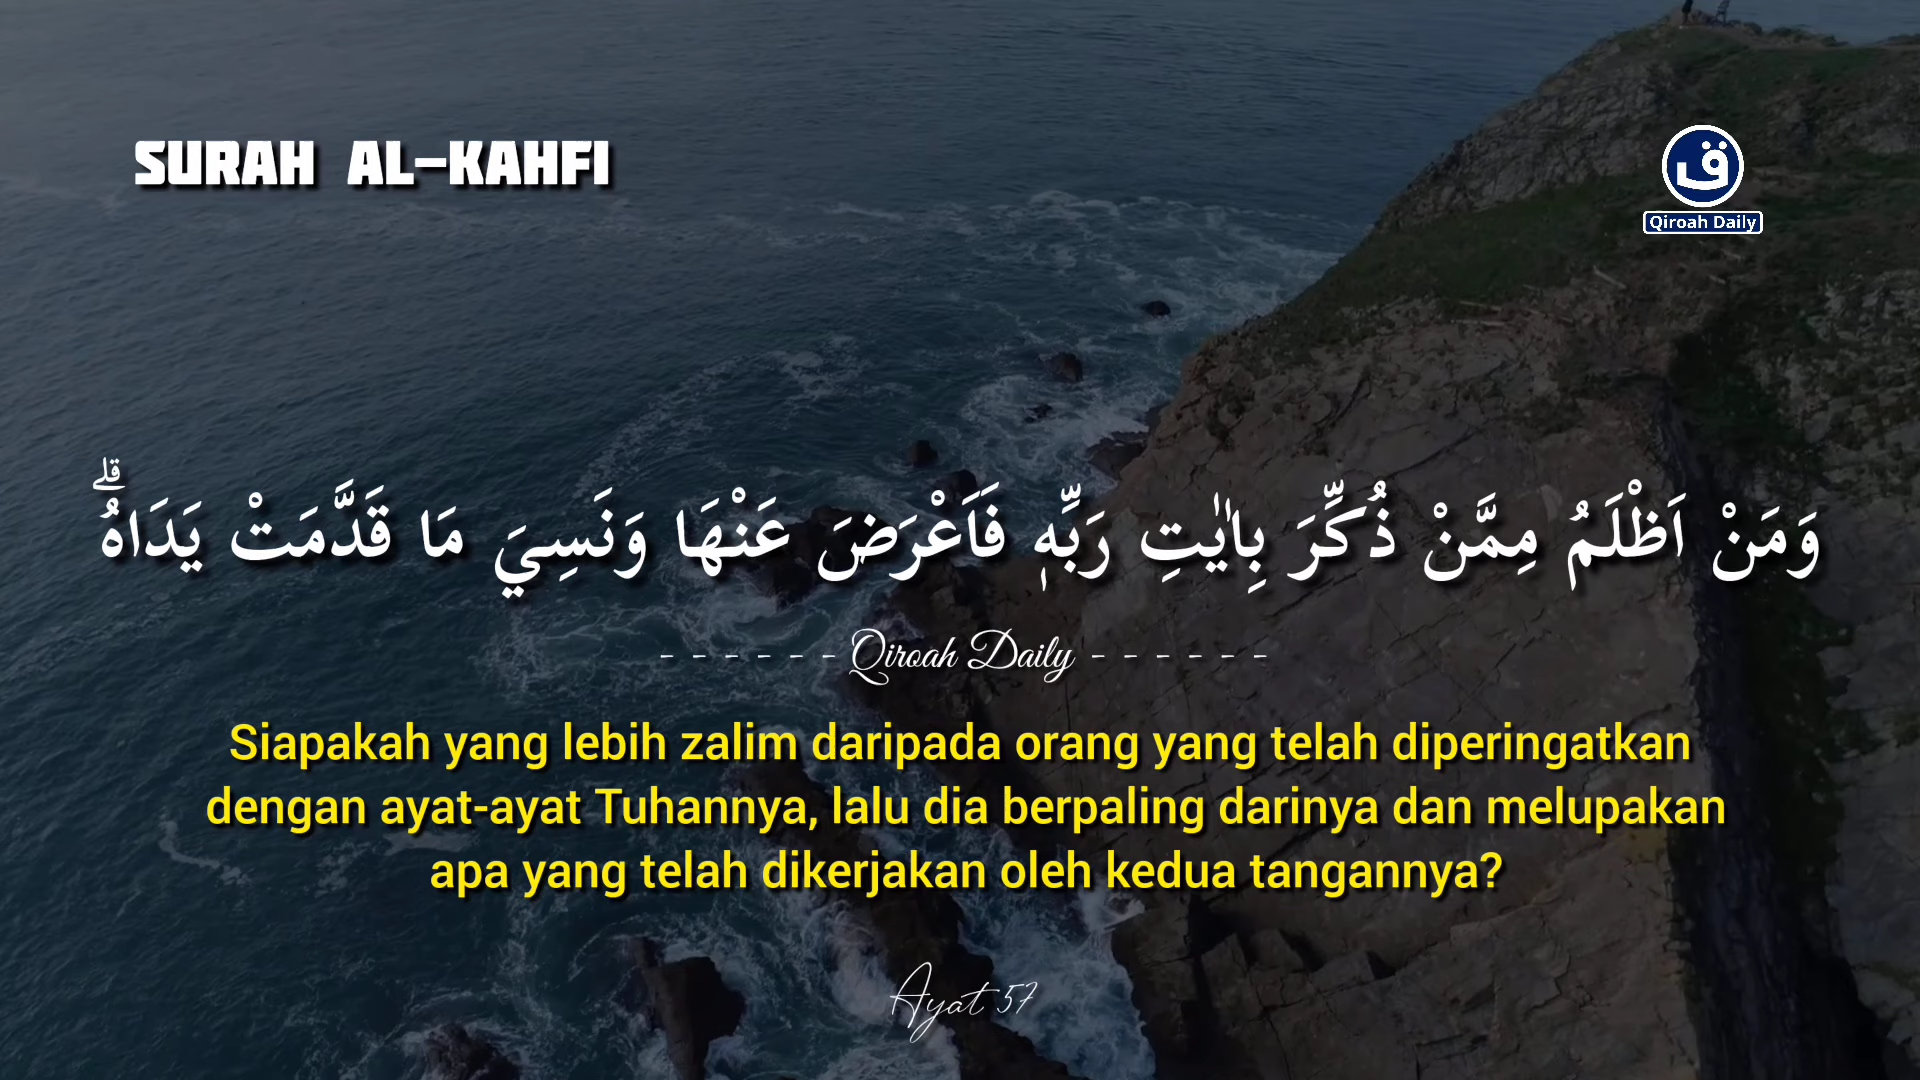 SURAH AL-KAHFI
ق
Qiroah Daily
وَمَنْ اَظْلَمُ مِمَّنْ ذُكِّرَ بِاٰيٰتِ رَبِّهٖ فَاَعْرَضَ عَنْهَا وَنَسِيَ مَا قَدَّمَتْ يَدَاهُۗ
- - - - - - Qiroah Daily - - - - - -
Siapakah yang lebih zalim daripada orang yang telah diperingatkan
dengan ayat-ayat Tuhannya, lalu dia berpaling darinya dan melupakan
apa yang telah dikerjakan oleh kedua tangannya?
Ayat 57